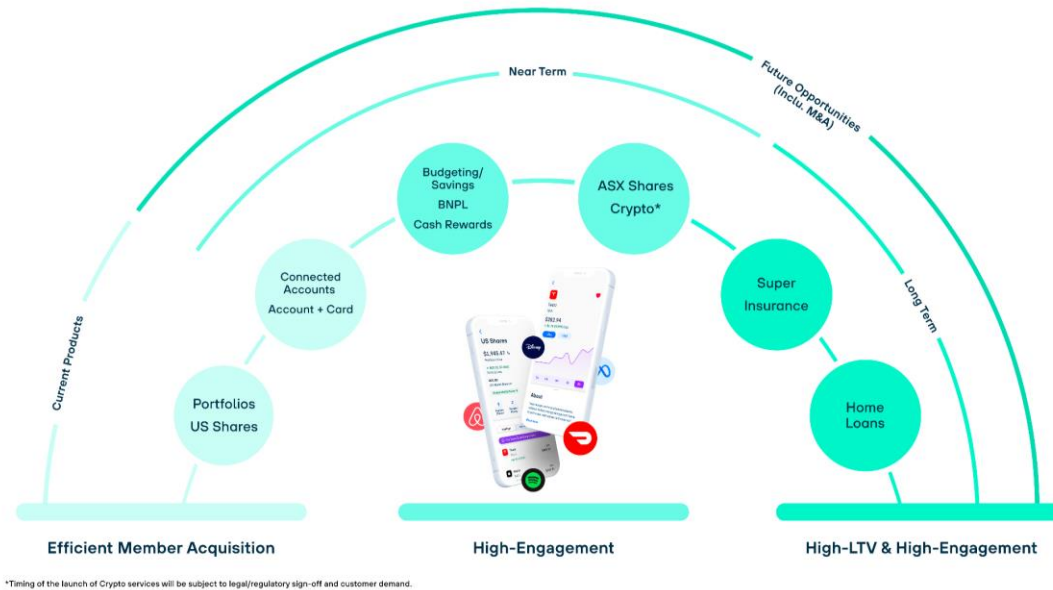 Near Term
Future Opportunities
(Inclu. M&A)
Budgeting/
Savings
BNPL
Cash Rewards
ASX Shares
Crypto*
Connected
Accounts
Account + Card
Super
Insurance
Current Products
Long Term
Portfolios
US Shares
Home
Loans
US Shares
Disney
About
Efficient Member Acquisition
High-Engagement
High-LTV & High-Engagement
*Timing of the launch of Crypto services will be subject to legal/regulatory sign-off and customer demand.